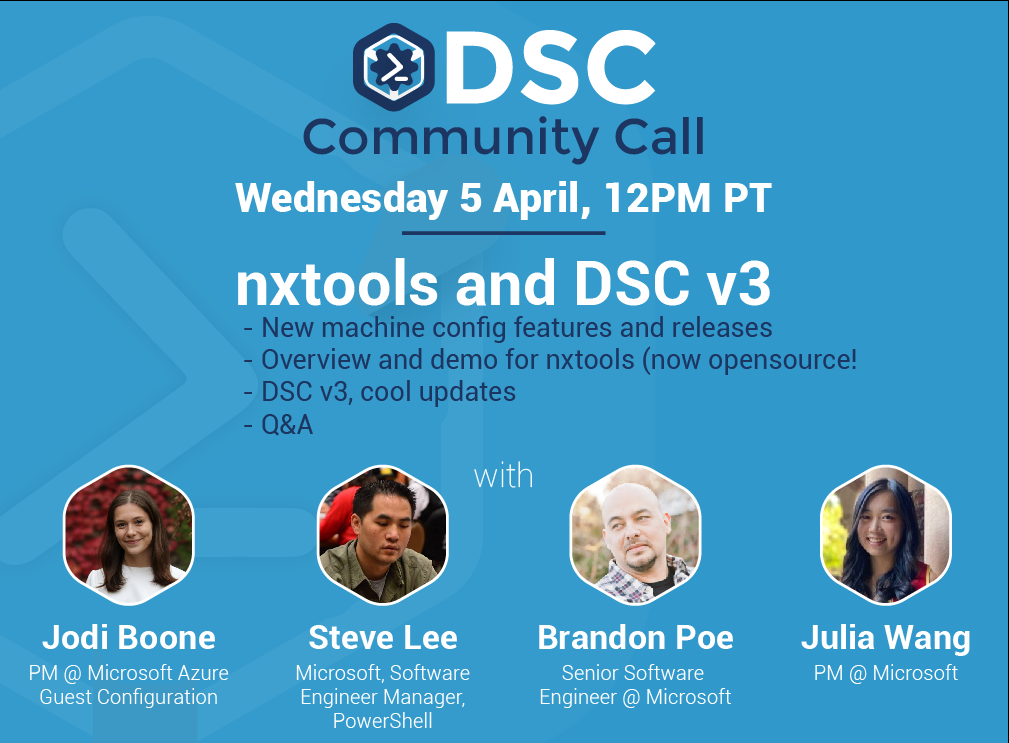 DSC
Community Call
Wednesday 5 April, 12PM PT
nxtools and DSC v3
- New machine config features and releases
- Overview and demo for nxtools (now opensource!
- DSC v3, cool updates
- Q&A
with
Jodi Boone
PM @ Microsoft Azure
Guest Configuration
Steve Lee
Microsoft, Software
Engineer Manager,
PowerShell
Brandon Poe
Senior Software
Engineer @ Microsoft
Julia Wang
PM @ Microsoft